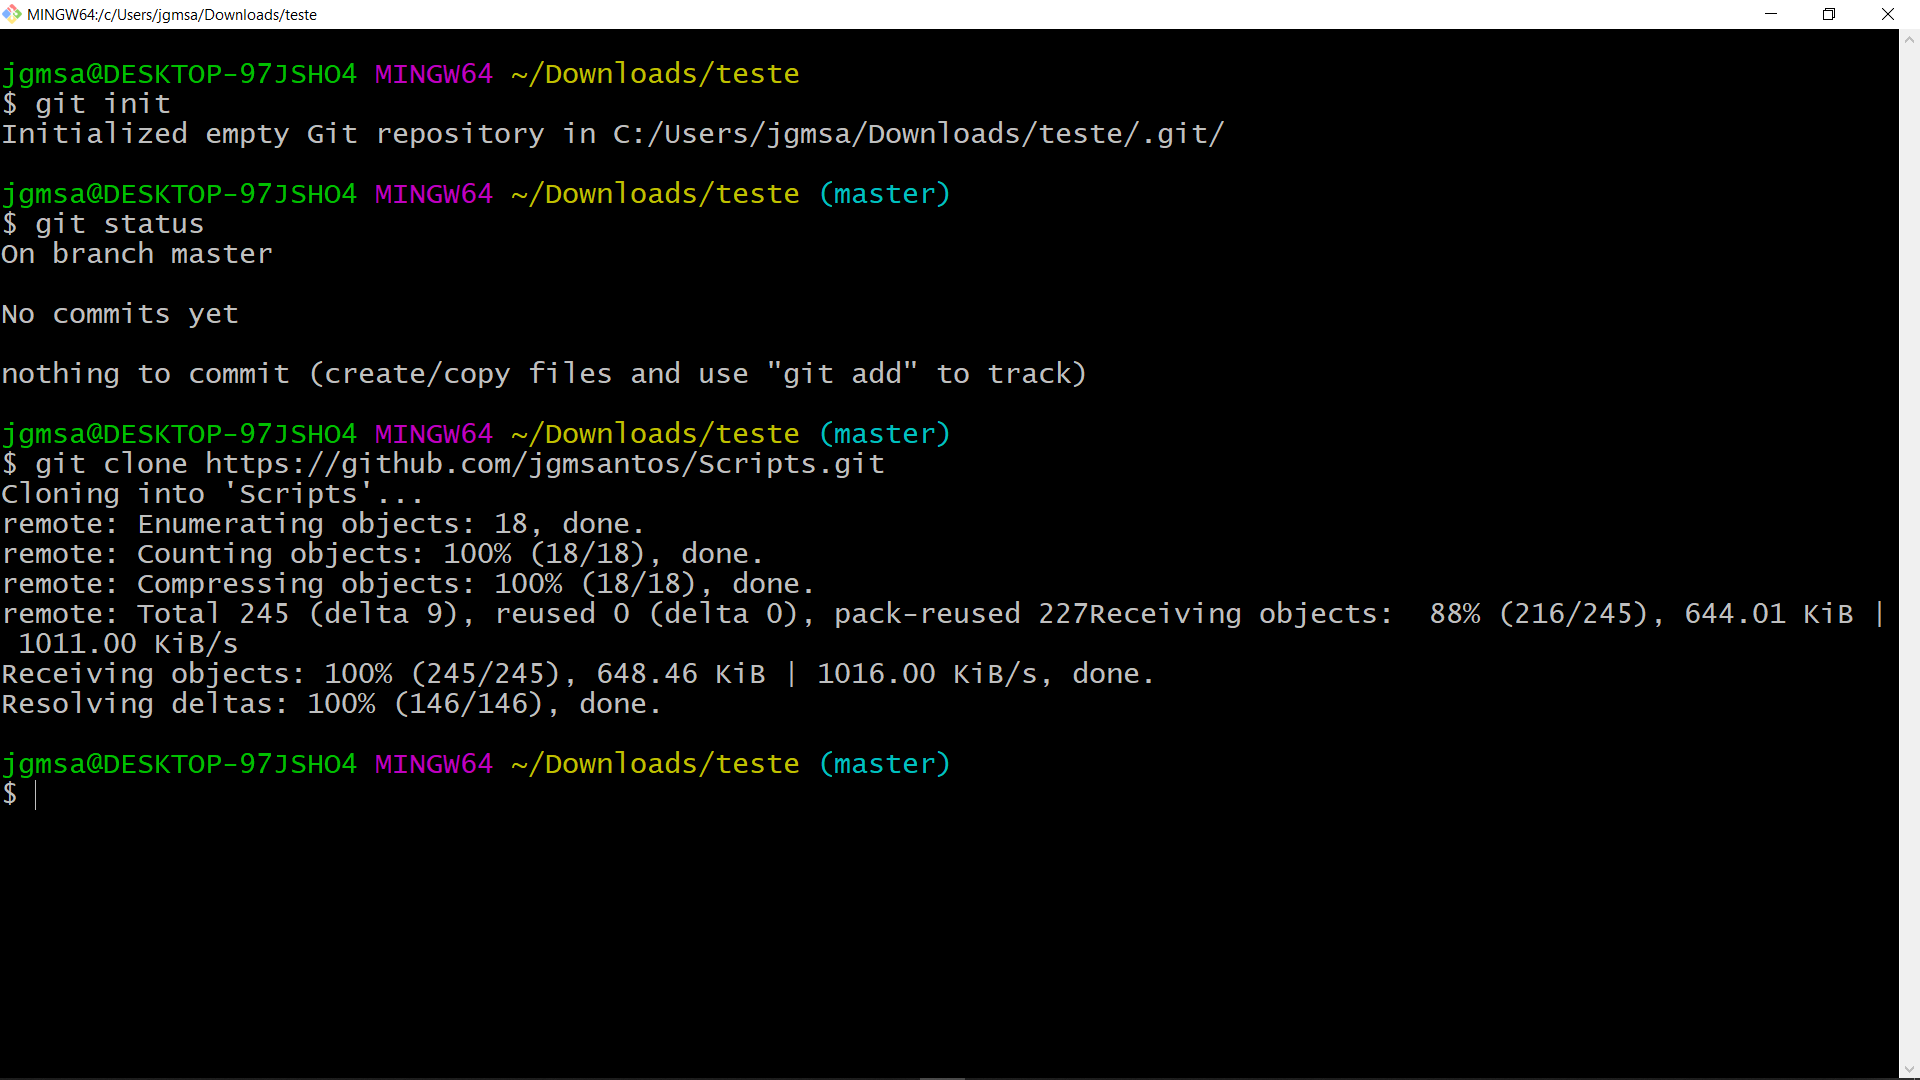 MINGW64:/c/Users/jgmsa/Downloads/teste
jgmsa@DESKTOP-97JSHO4 MINGW64 ~/Downloads/teste
$ git init
Initialized empty Git repository in C:/Users/jgmsa/Downloads/teste/.git/
jgmsa@DESKTOP-97JSHO4 MINGW64 ~/Downloads/teste (master)
$ git status
On branch master
No commits yet
nothing to commit (create/copy files and use "git add" to track)
jgmsa@DESKTOP-97JSHO4 MINGW64 ~/Downloads/teste (master)
$ git clone https://github.com/jgmsantos/Scripts.git
Cloning into 'Scripts'...
remote: Enumerating objects: 18, done.
remote: Counting objects: 100% (18/18), done.
remote: Compressing objects: 100% (18/18), done.
remote: Total 245 (delta 9), reused 0 (delta 0), pack-reused 227Receiving objects:  88% (216/245), 644.01 KiB |
1011.00 KiB/s
Receiving objects: 100% (245/245), 648.46 KiB | 1016.00 KiB/s, done.
Resolving deltas: 100% (146/146), done.
jgmsa@DESKTOP-97JSHO4 MINGW64 ~/Downloads/teste (master)
$